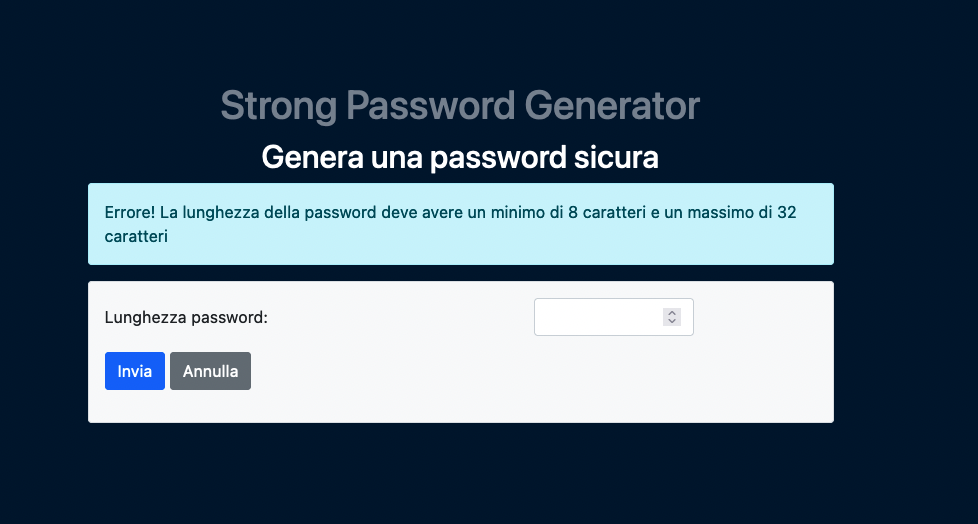 Strong Password Generator
Genera una password sicura
Errore! La lunghezza della password deve avere un minimo di 8 caratteri e un massimo di 32
caratteri
Lunghezza password:
Invia Annulla